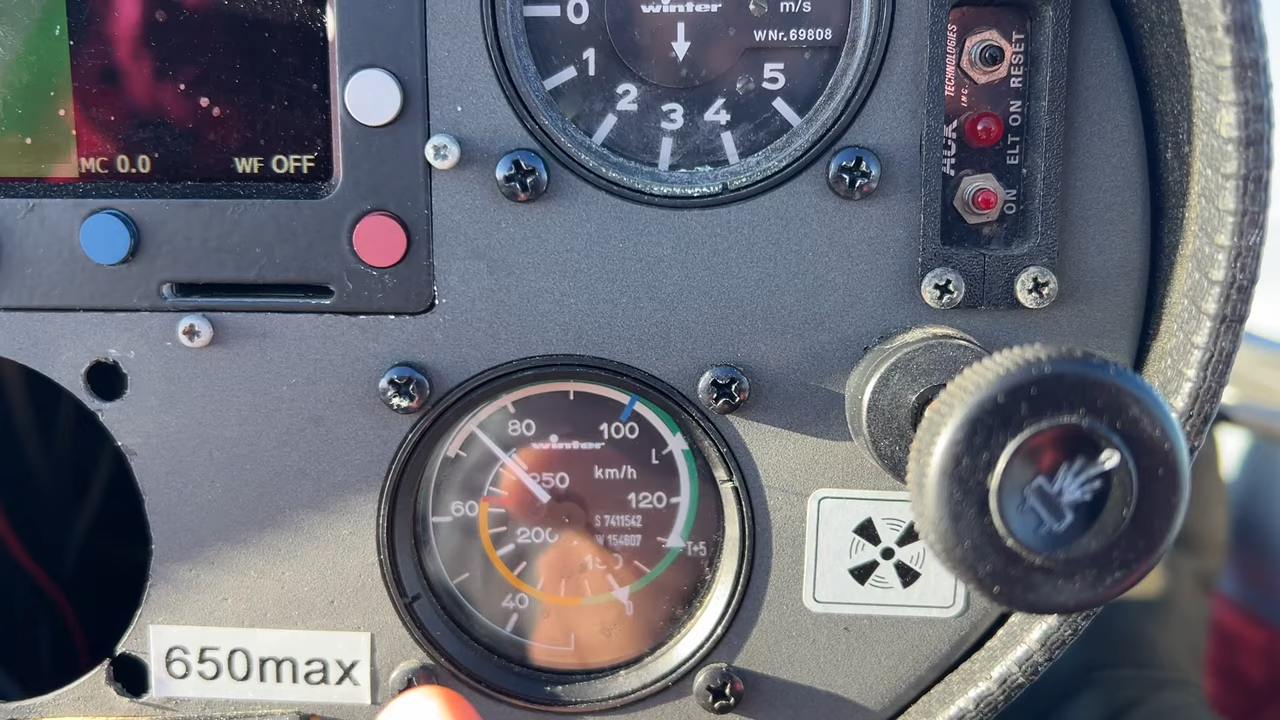 MC 0.0
WF OFF
winter
m/s
WNr.69808
0
1
2
3
4
5
TECHNOLOGIES
INC.
ACK
ON
ELT ON
RESET
80
100
winter
km/h
L
250
60
120
S 7411542
200
T+5
40
650max